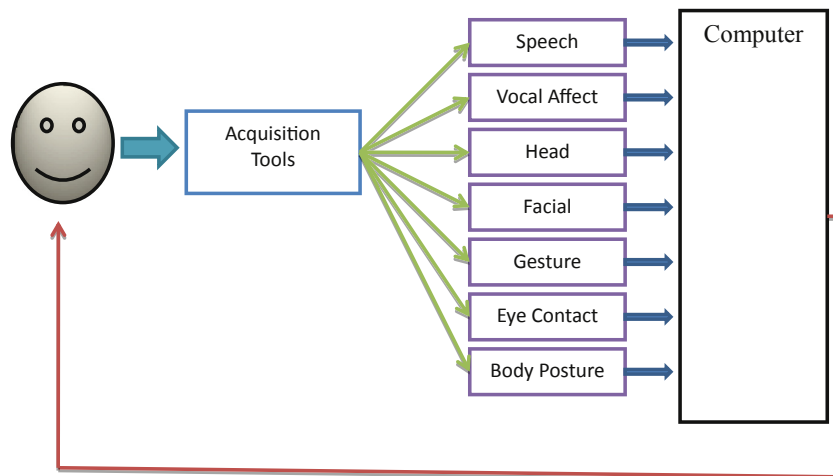 Speech
Computer
Vocal Affect
Acquisition
Tools
Head
Facial
Gesture
Eye Contact
Body Posture